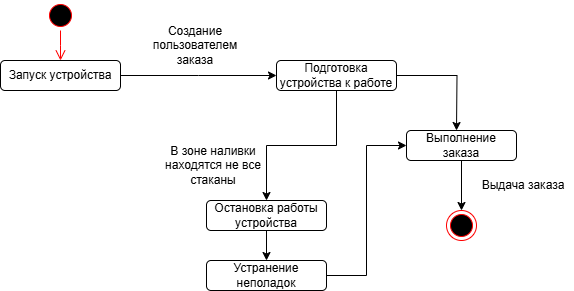 Создание
пользователем
заказа
Запуск устройства
Подготовка
устройства к работе
В зоне наливки
находятся не все
стаканы
Выполнение
заказа
Выдача заказа
Остановка работы
устройства
Устранение
неполадок